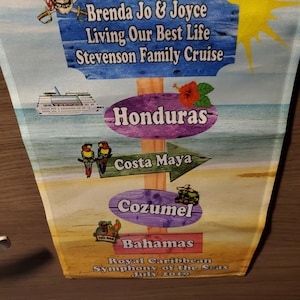 Brenda Jo & Joyce
Living Our Best Life
Stevenson Family Cruise
Honduras
Costa Maya
Cozumel
Bahamas
Royal Caribbean
Symphony of the Seas
July